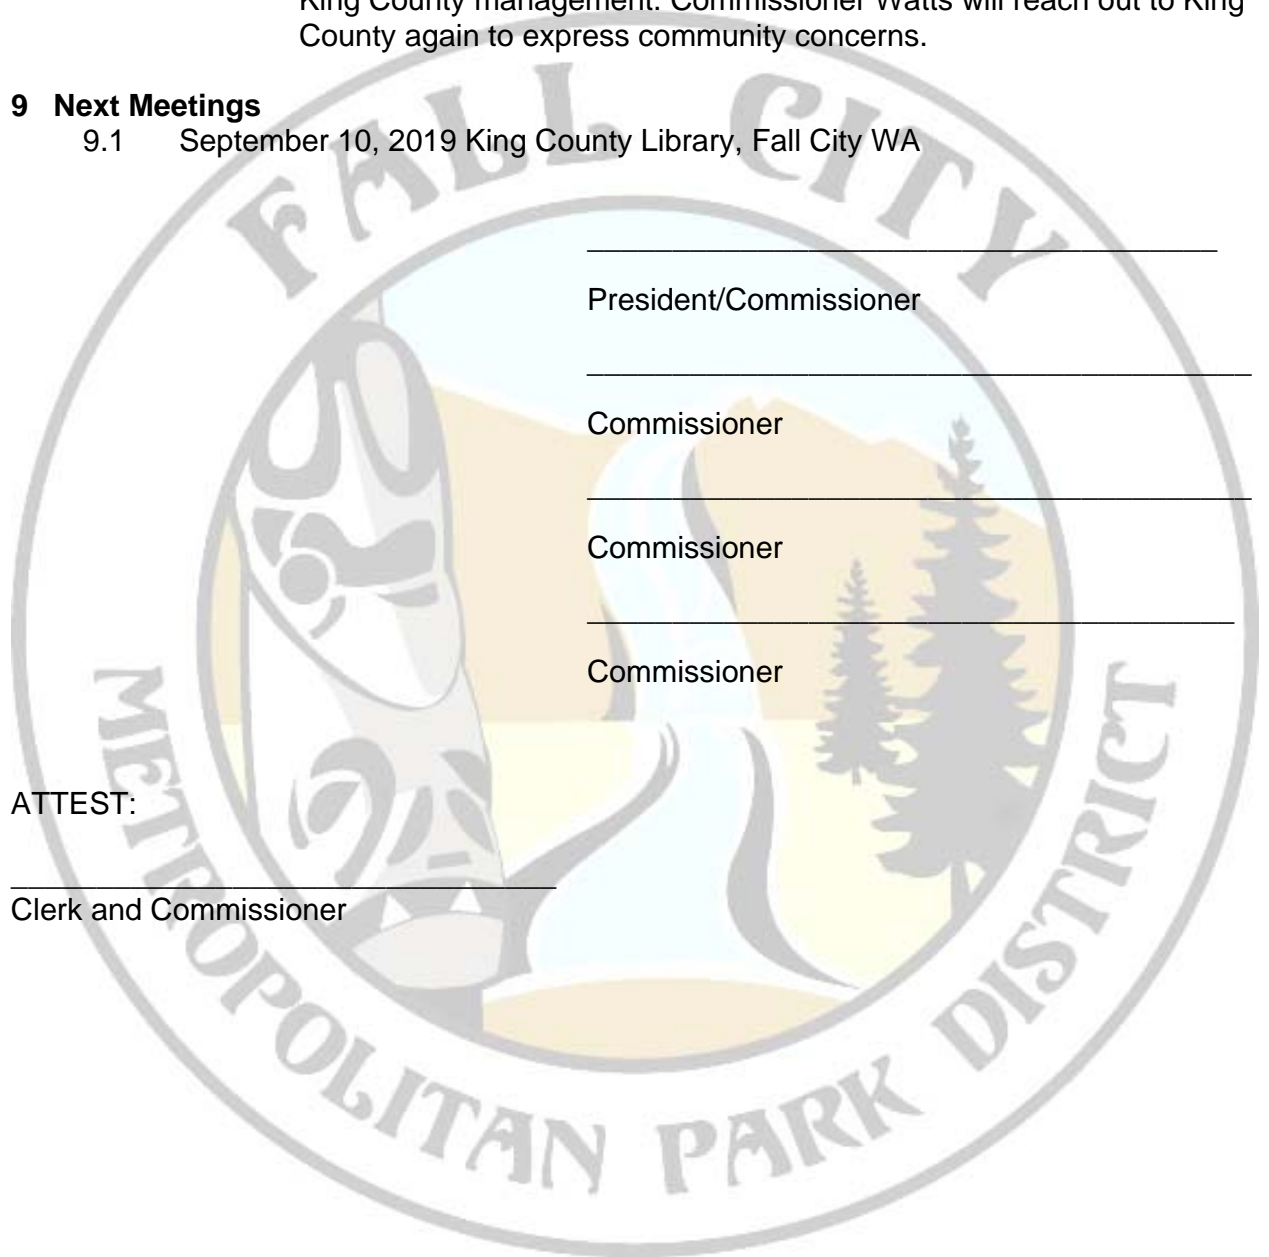 King County management. Commissioner Watts will reach out to King
County again to express community concerns.
9 Next Meetings
9.1 September 10, 2019 King County Library, Fall City WA
President/Commissioner
Commissioner
Commissioner
Commissioner
ATTEST:
Clerk and Commissioner
FALL CITY
METROPOLITAN PARK DISTRICT